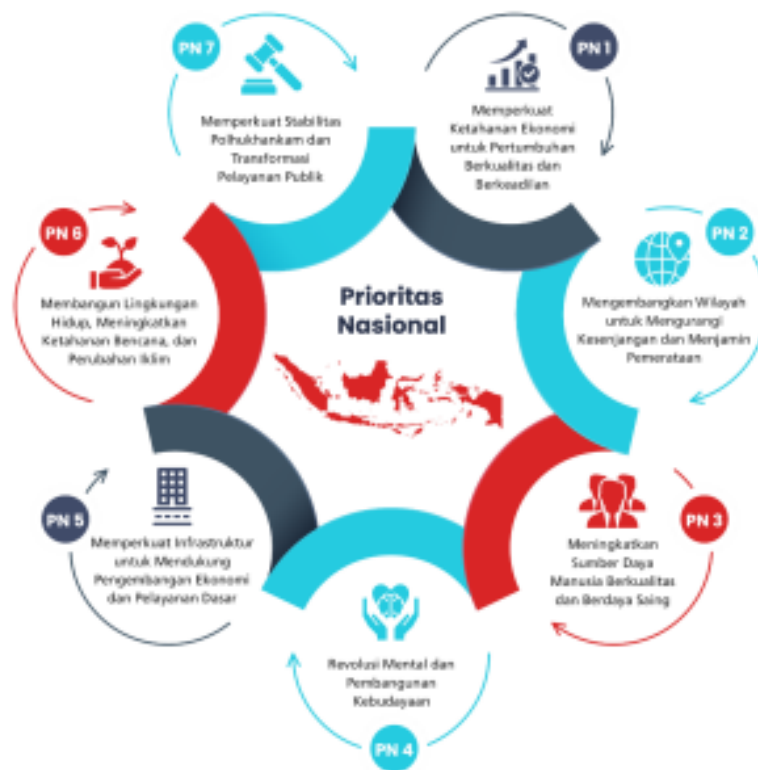 Prioritas
Nasional
PN 1
Memperkuat
Ketahanan Ekonomi
untuk Pertumbuhan
Berkualitas dan
Berkeadilan
PN 2
Mengembangkan Wilayah
untuk Mengurangi
Kesenjangan dan Menjamin
Pemerataan
PN 3
Meningkatkan
Sumber Daya
Manusia Berkualitas
dan Berdaya Saing
PN 4
Revolusi Mental dan
Pembangunan
Kebudayaan
PN 5
Memperkuat Infrastruktur
untuk Mendukung
Pengembangan Ekonomi
dan Pelayanan Dasar
PN 6
Membangun Lingkungan
Hidup, Meningkatkan
Ketahanan Bencana, dan
Perubahan Iklim
PN 7
Memperkuat Stabilitas
Polhukhankam dan
Transformasi
Pelayanan Publik